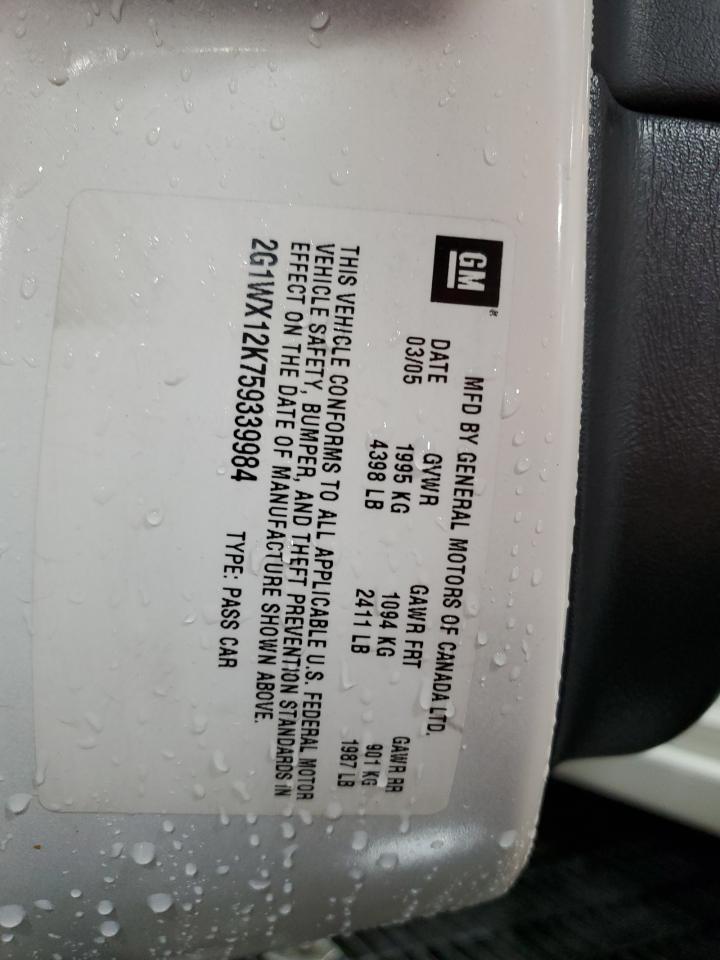 GM®
MFD BY GENERAL MOTORS OF CANADA LTD.
DATE GVWR GAWR FRT GAWR RR
03/05 1995 KG 1094 KG 901 KG
4398 LB 2411 LB 1987 LB
THIS VEHICLE CONFORMS TO ALL APPLICABLE U.S. FEDERAL MOTOR
VEHICLE SAFETY, BUMPER, AND THEFT PREVENTION STANDARDS IN
EFFECT ON THE DATE OF MANUFACTURE SHOWN ABOVE.
2G1WX12K759339984 TYPE: PASS CAR